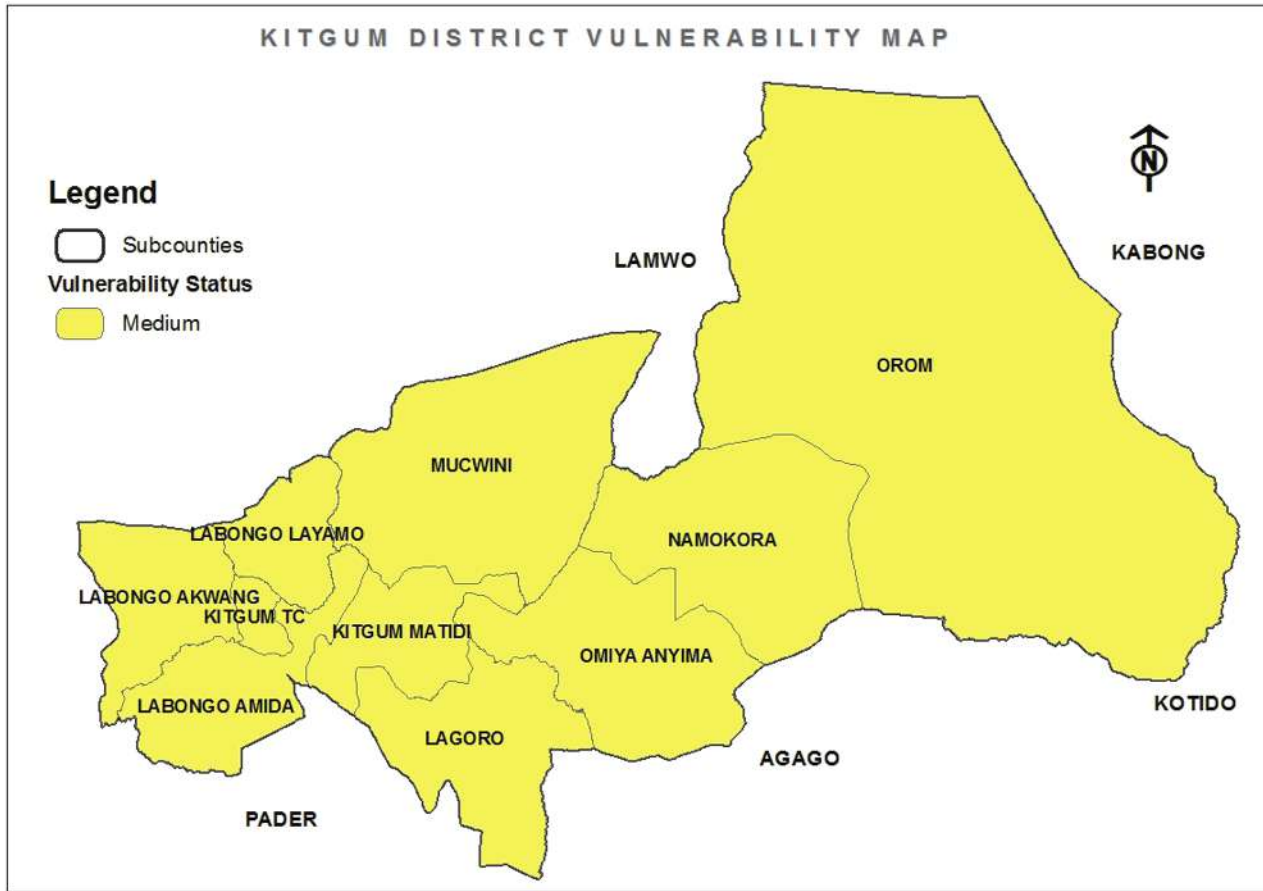 KITGUM DISTRICT VULNERABILITY MAP
N
Legend
Subcounties
Vulnerability Status
Medium
LAMWO
KABONG
OROM
MUCWINI
LABONGO LAYAMO
NAMOKORA
LABONGO AKWANG
KITGUM TC
KITGUM MATIDI
OMIYA ANYIMA
LABONGO AMIDA
LAGORO
KOTIDO
AGAGO
PADER